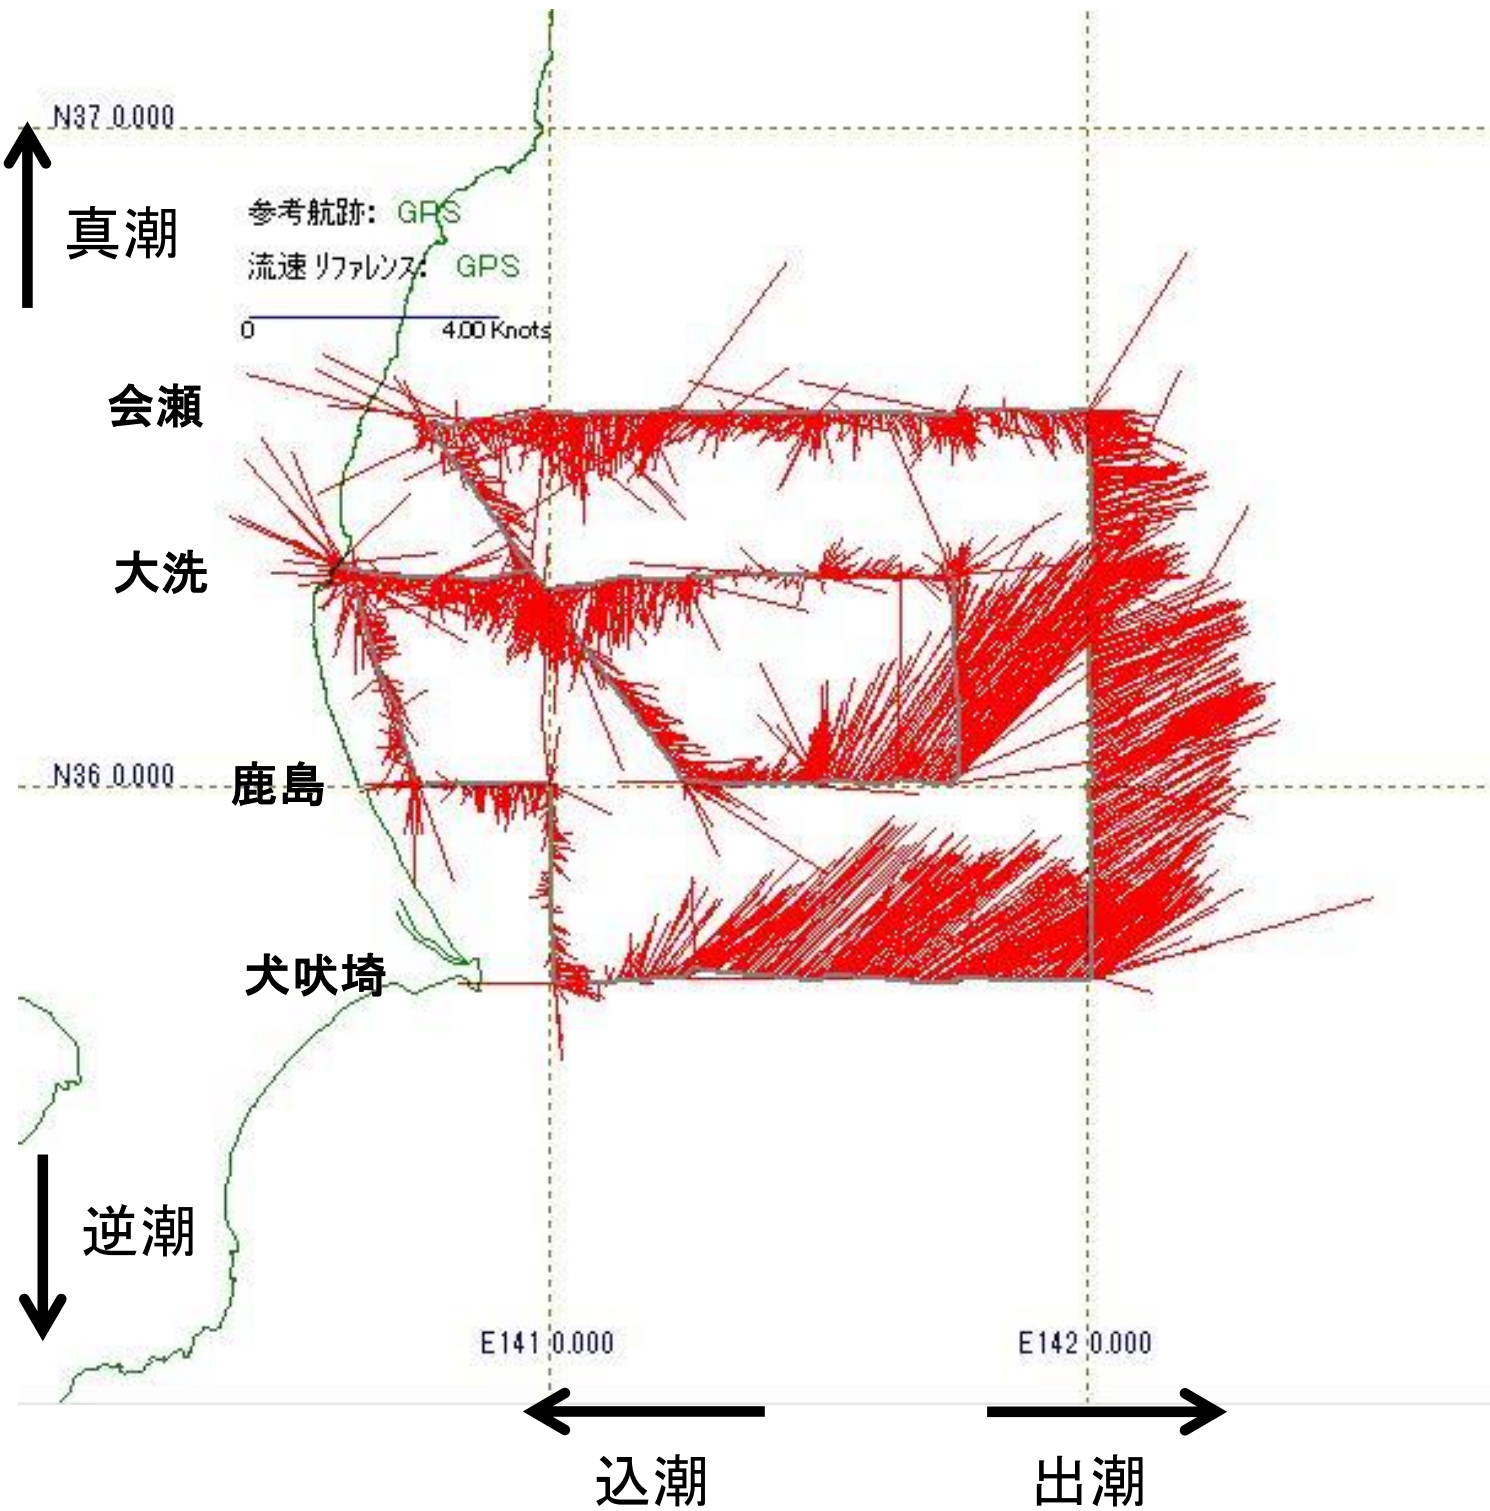 N37 0.000
真潮
参考航跡: GPS
流速 リファレンス: GPS
0 4.00 Knots
会瀬
大洗
N36 0.000
鹿島
犬吠埼
逆潮
E141 0.000
E142 0.000
込潮
出潮